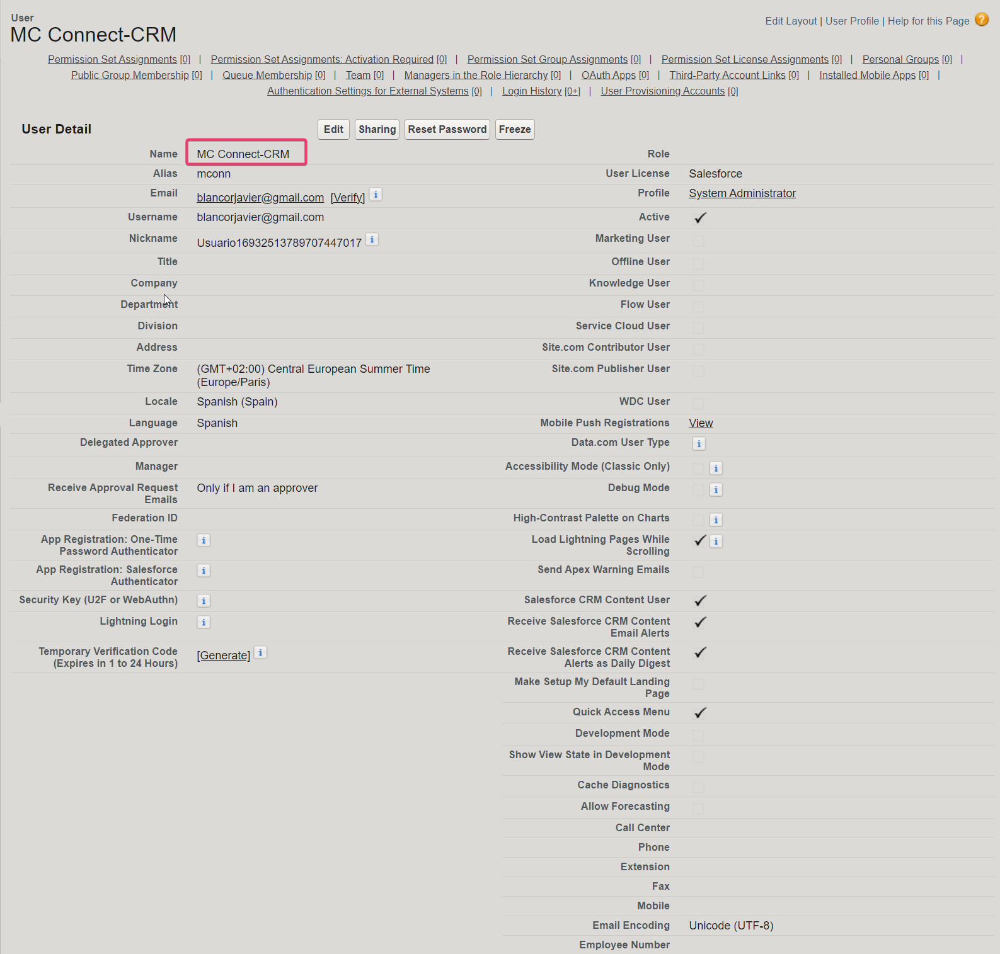 User
MC Connect-CRM
Edit Layout | User Profile | Help for this Page ?
Permission Set Assignments [0] | Permission Set Assignments: Activation Required [0] | Permission Set Group Assignments [0] | Permission Set License Assignments [0] | Personal Groups [0] |
Public Group Membership [0] | Queue Membership [0] | Team [0] | Managers in the Role Hierarchy [0] | OAuth Apps [0] | Third-Party Account Links [0] | Installed Mobile Apps [0] |
Authentication Settings for External Systems [0] | Login History [0+] | User Provisioning Accounts [0]
User Detail
Edit Sharing Reset Password Freeze
Name MC Connect-CRM
Role
Alias mconn
User License Salesforce
Email blancorjavier@gmail.com [Verify] i
Profile System Administrator
Username blancorjavier@gmail.com
Active
Nickname Usuario16932513789707447017 i
Marketing User
Title
Offline User
Company
Knowledge User
Department
Flow User
Division
Service Cloud User
Address
Site.com Contributor User
Time Zone (GMT+02:00) Central European Summer Time
(Europe/Paris)
Site.com Publisher User
Locale Spanish (Spain)
WDC User
Language Spanish
Mobile Push Registrations View
Delegated Approver
Data.com User Type i
Manager
Accessibility Mode (Classic Only) i
Receive Approval Request
Emails
Only if I am an approver
Debug Mode i
Federation ID
High-Contrast Palette on Charts i
App Registration: One-Time
Password Authenticator
i
Load Lightning Pages While
Scrolling
i
App Registration: Salesforce
Authenticator
i
Send Apex Warning Emails
Security Key (U2F or WebAuthn) i
Salesforce CRM Content User
Lightning Login i
Receive Salesforce CRM Content
Email Alerts
Temporary Verification Code
(Expires in 1 to 24 Hours)
[Generate] i
Receive Salesforce CRM Content
Alerts as Daily Digest
Make Setup My Default Landing
Page
Quick Access Menu
Development Mode
Show View State in Development
Mode
Cache Diagnostics
Allow Forecasting
Call Center
Phone
Extension
Fax
Mobile
Email Encoding Unicode (UTF-8)
Employee Number